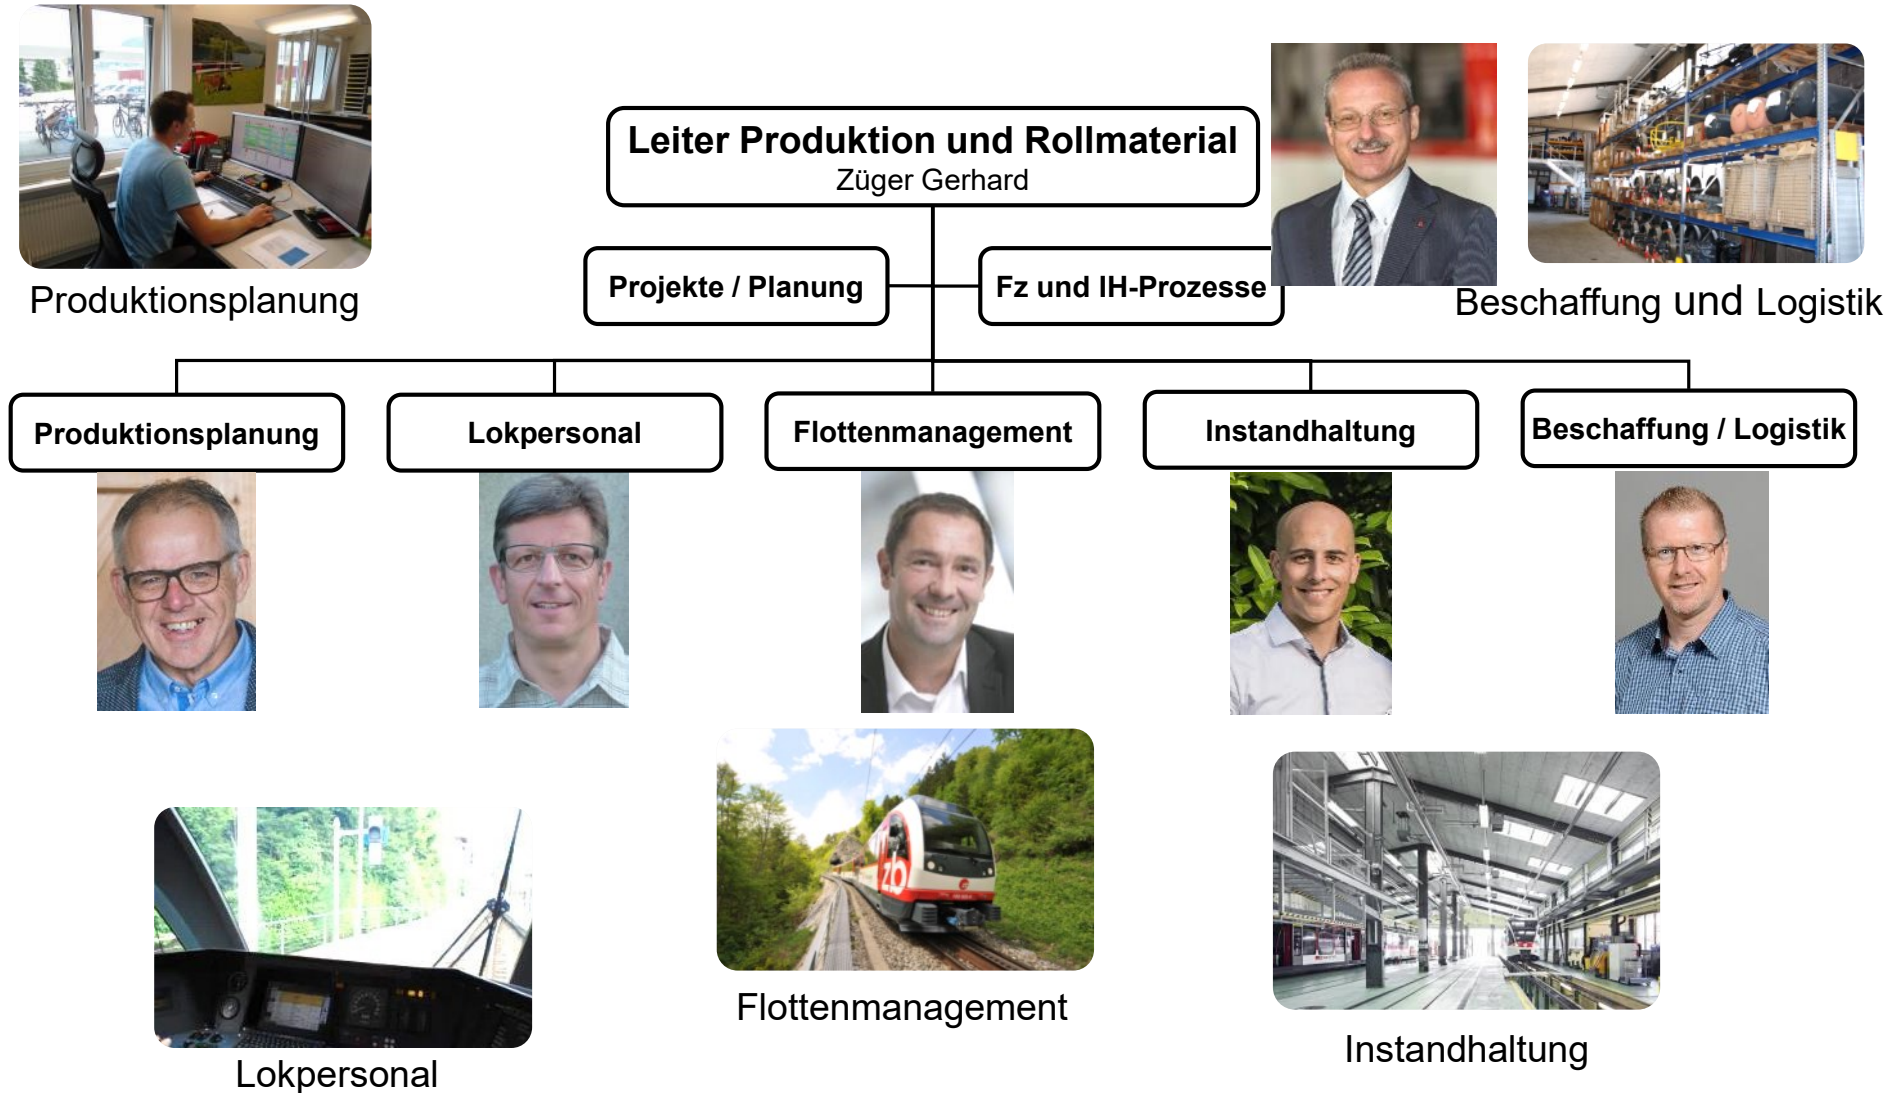 Leiter Produktion und Rollmaterial
Züger Gerhard
Projekte / Planung
Fz und IH-Prozesse
Produktionsplanung
Beschaffung und Logistik
Produktionsplanung
Lokpersonal
Flottenmanagement
Instandhaltung
Beschaffung / Logistik
zb
Flottenmanagement
Instandhaltung
Lokpersonal